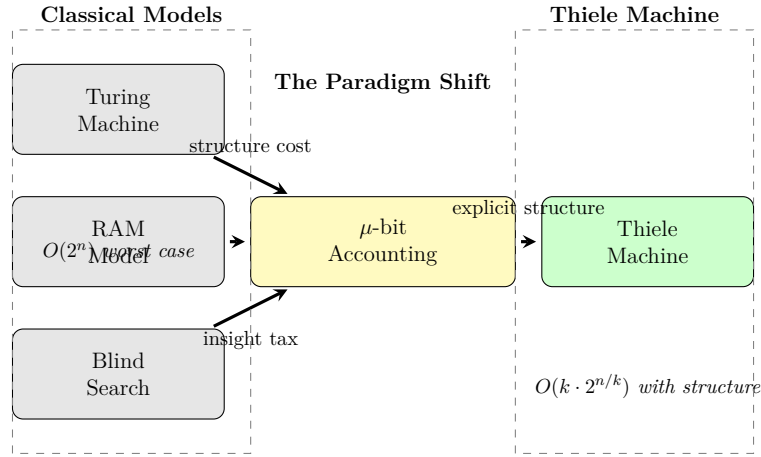 Classical Models
Thiele Machine
The Paradigm Shift
Turing
Machine
structure cost
RAM
Model
O(2^n) worst case
μ-bit
Accounting
explicit structure
Thiele
Machine
insight tax
Blind
Search
O(k · 2^{n/k}) with structure